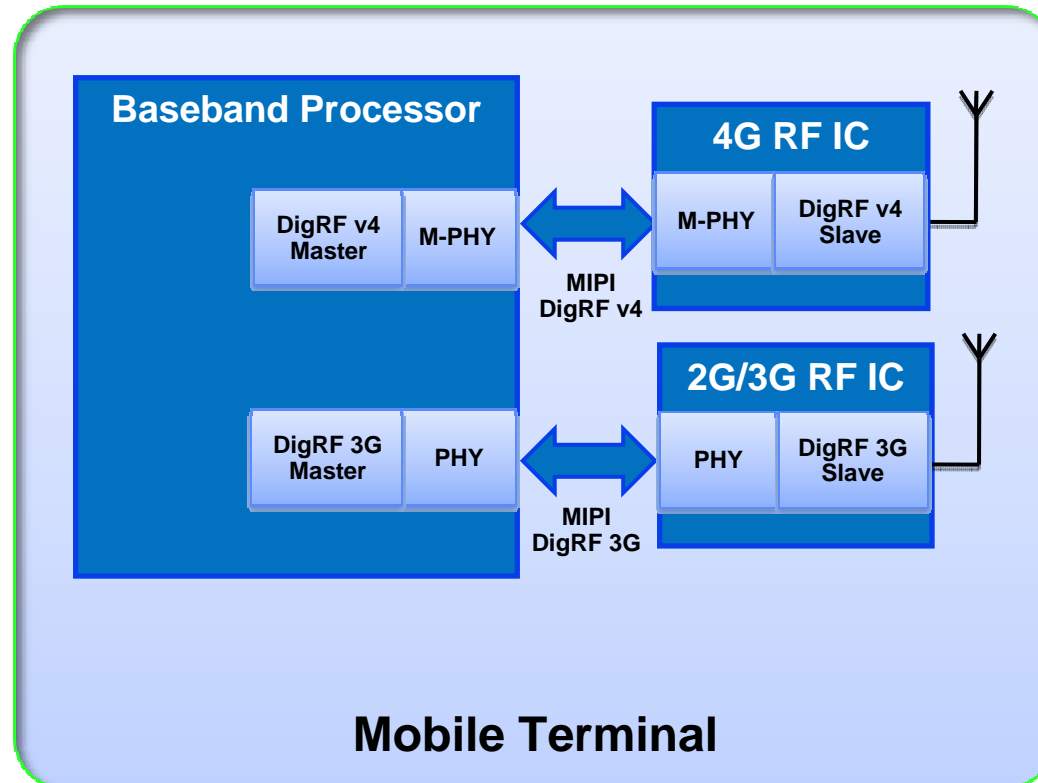 Baseband Processor
DigRF v4
Master
M-PHY
MIPI
DigRF v4
4G RF IC
M-PHY
DigRF v4
Slave
DigRF 3G
Master
PHY
MIPI
DigRF 3G
2G/3G RF IC
PHY
DigRF 3G
Slave
Mobile Terminal